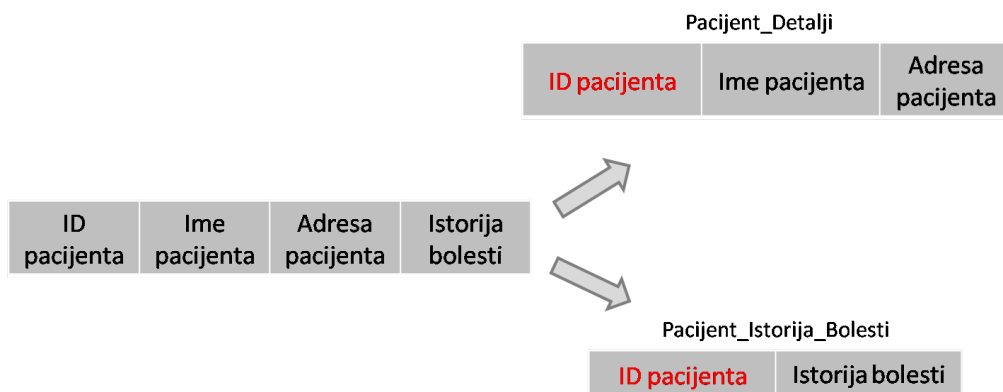 Pacijent_Detalji
ID pacijenta Ime pacijenta Adresa
pacijenta
ID Ime Adresa Istorija
pacijenta pacijenta pacijenta bolesti
Pacijent_Istorija_Bolesti
ID pacijenta Istorija bolesti